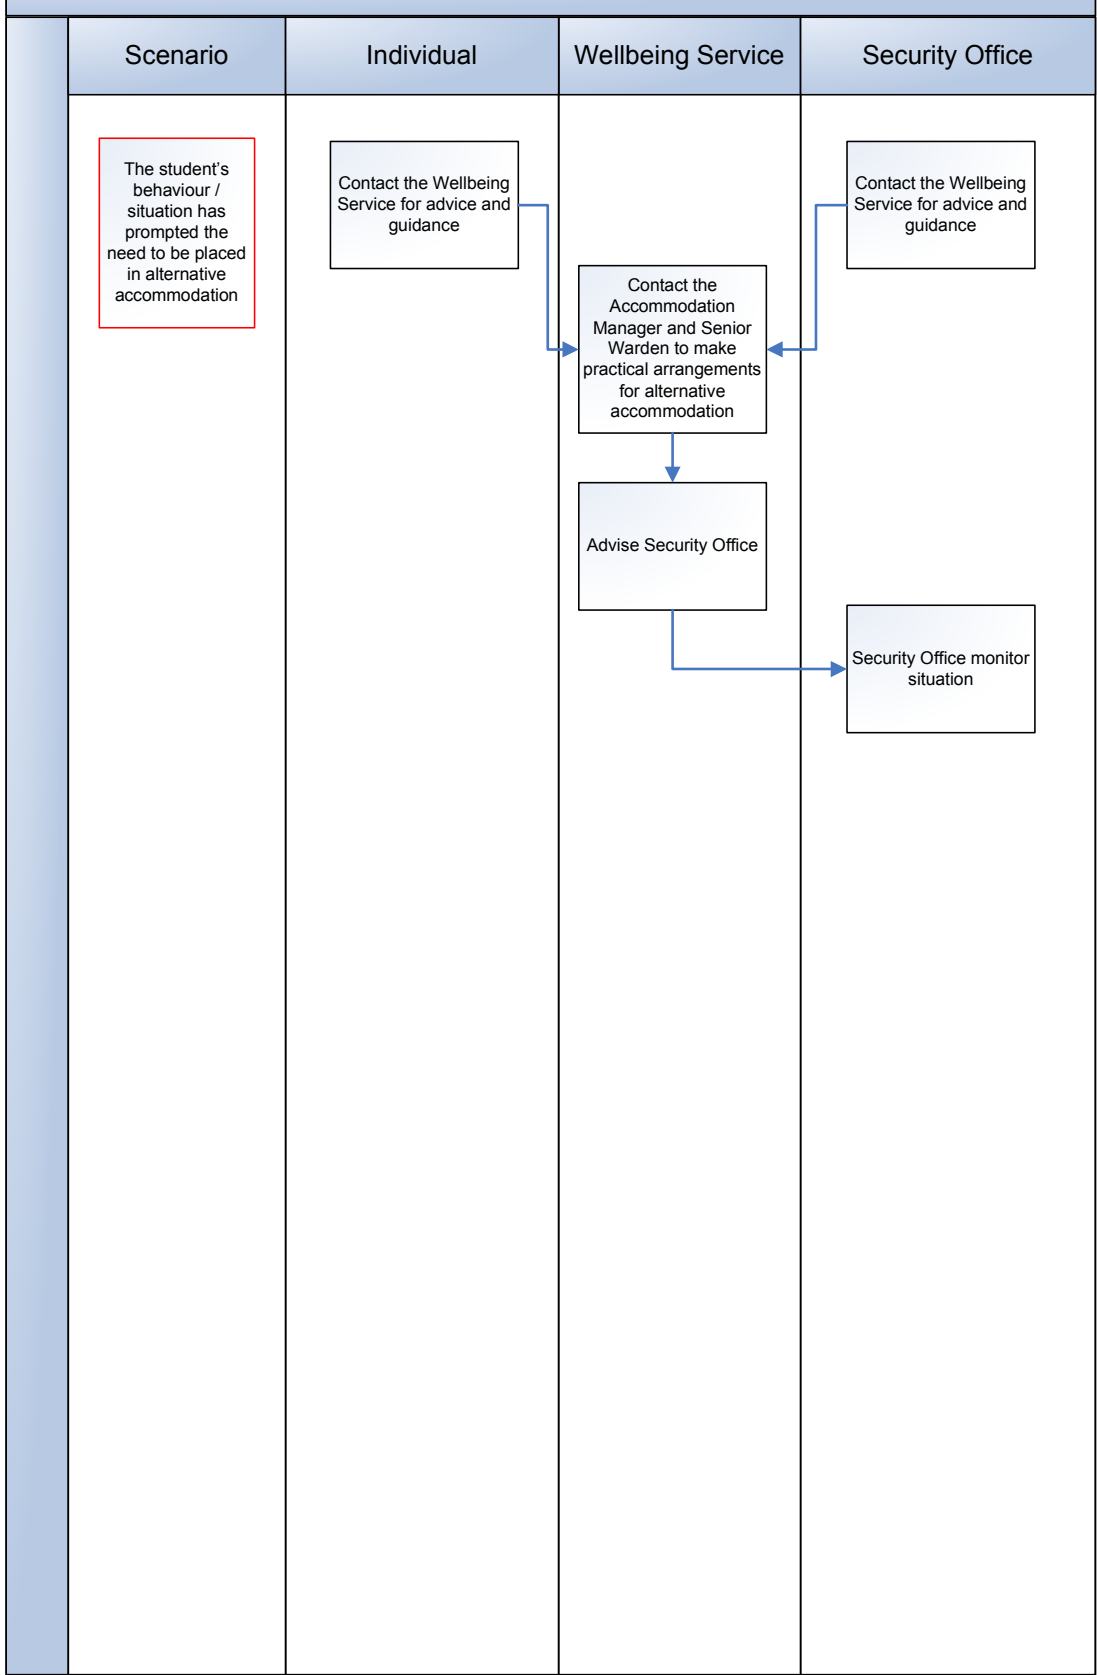 Scenario
Individual
Wellbeing Service
Security Office
The student's
behaviour /
situation has
prompted the
need to be placed
in alternative
accommodation
Contact the Wellbeing
Service for advice and
guidance
Contact the Wellbeing
Service for advice and
guidance
Contact the
Accommodation
Manager and Senior
Warden to make
practical arrangements
for alternative
accommodation
Advise Security Office
Security Office monitor
situation